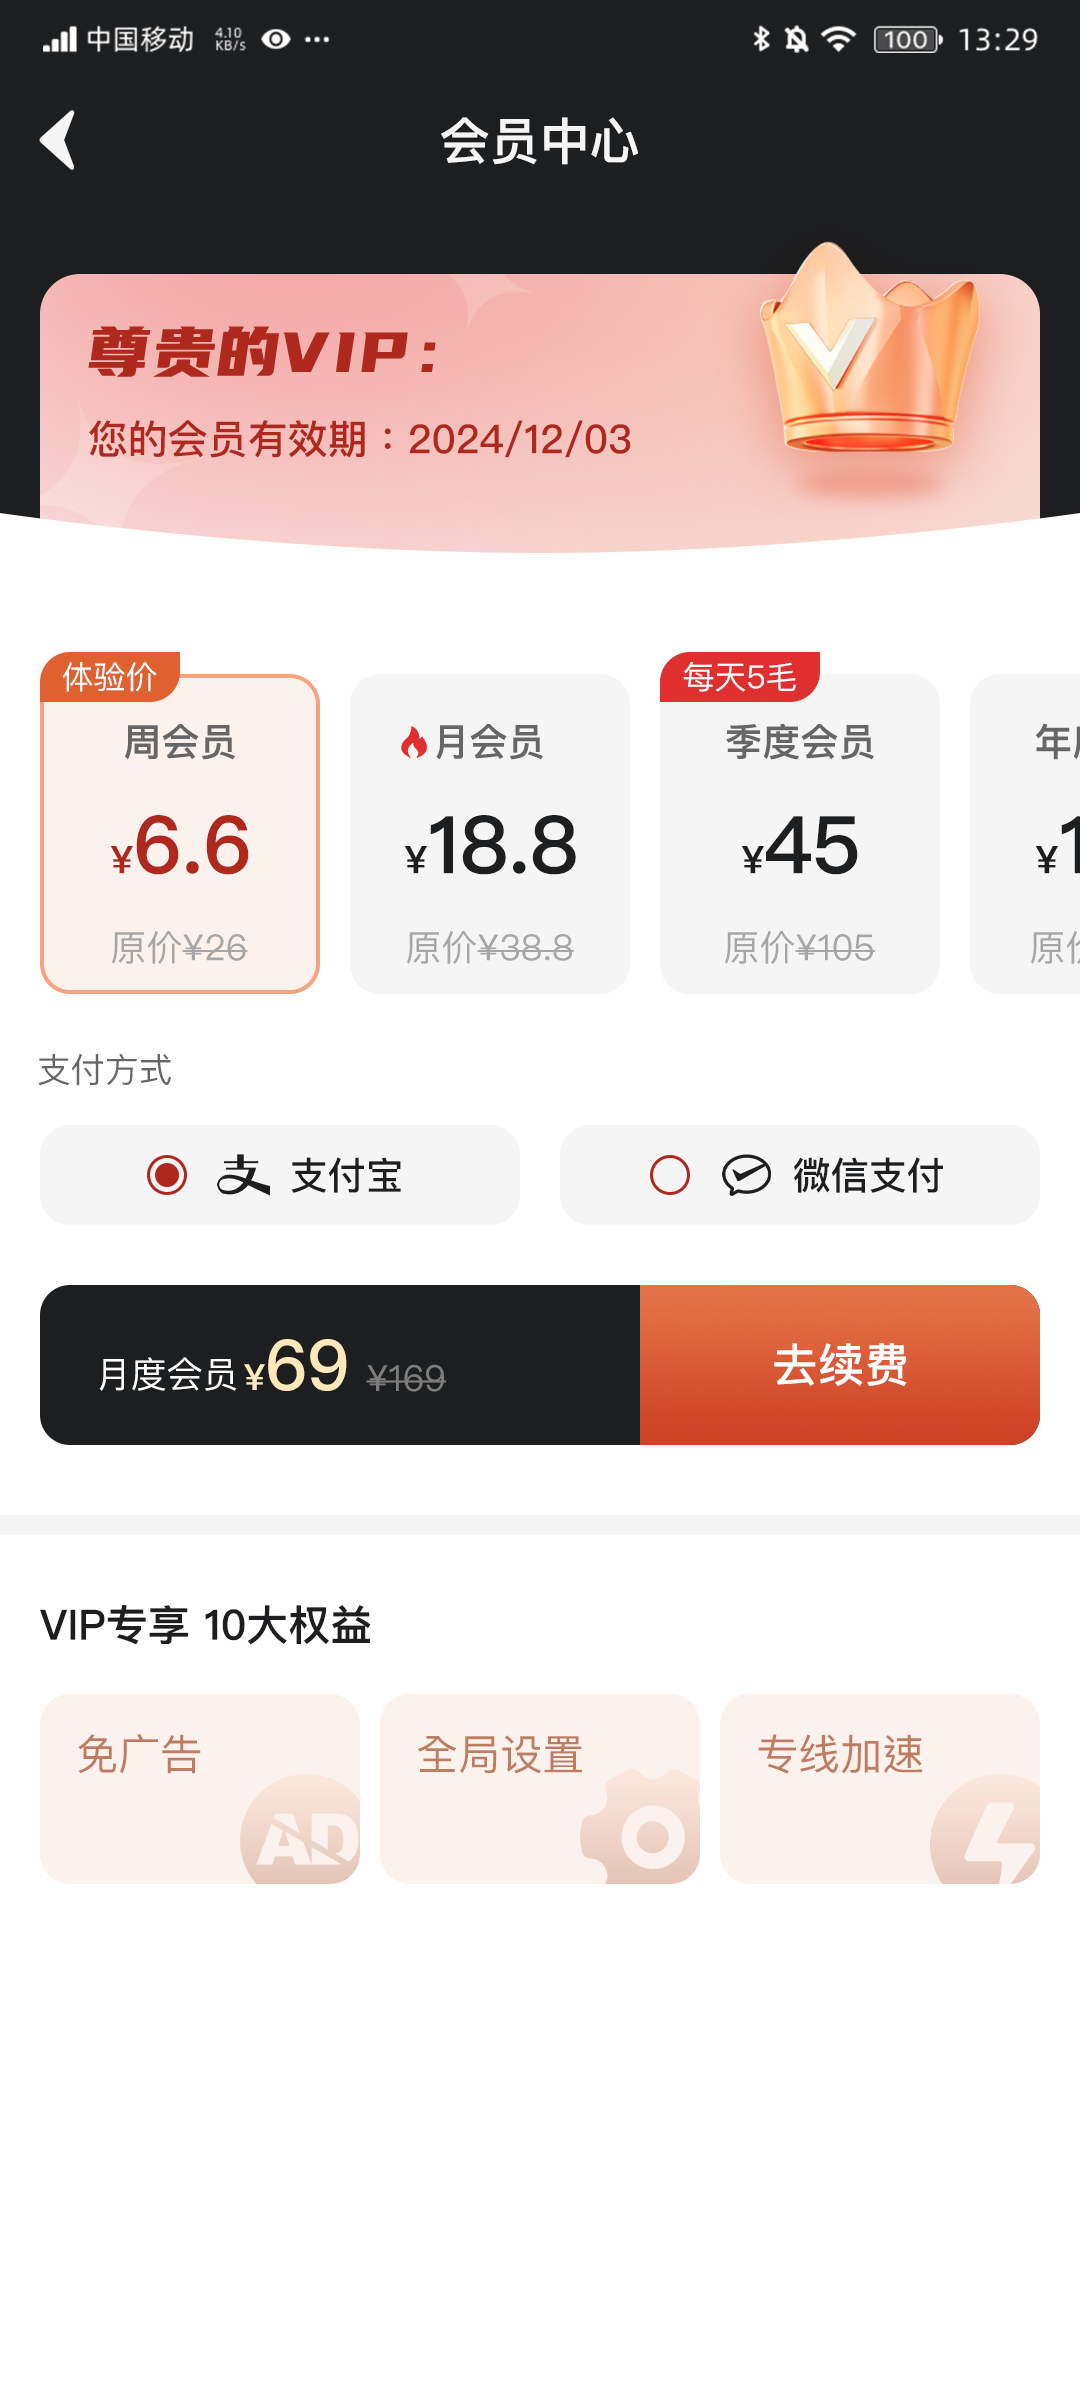 中国移动 4.10 KB/s 100 13:29
会员中心
尊贵的VIP：
您的会员有效期：2024/12/03
体验价
周会员
¥6.6
原价¥26
月会员
¥18.8
原价¥38.8
每天5毛
季度会员
¥45
原价¥105
年
¥1
原
支付方式
支付宝
微信支付
月度会员 ¥69 ¥169
去续费
VIP专享 10大权益
免广告
AD
全局设置
专线加速